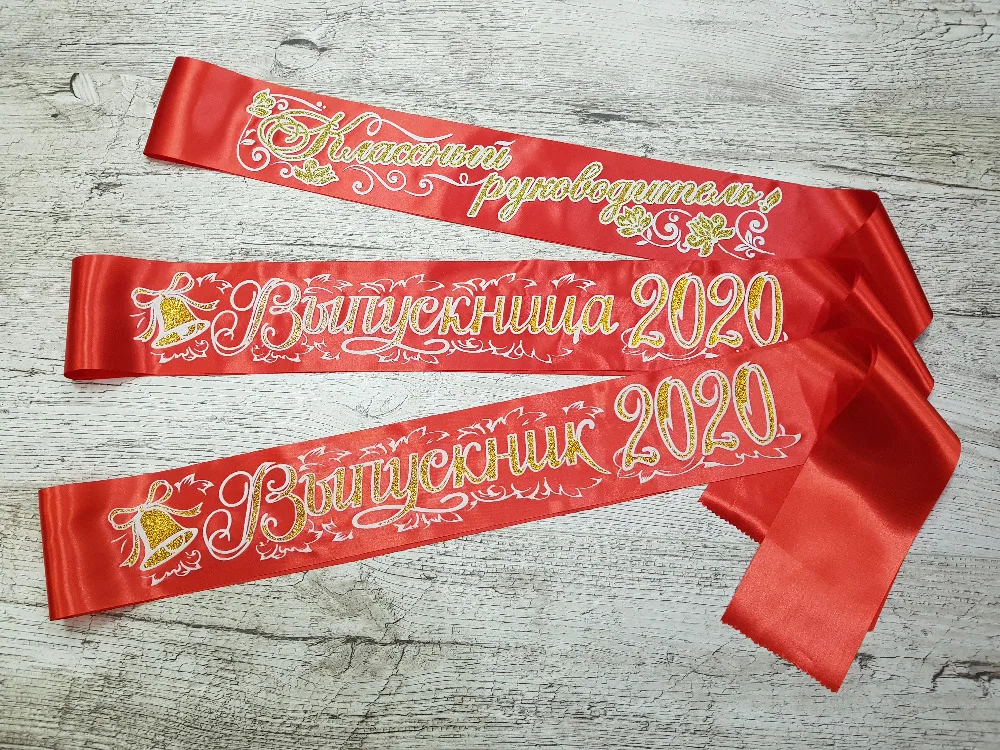 Классный
руководитель!
Выпускница 2020
Выпускник 2020